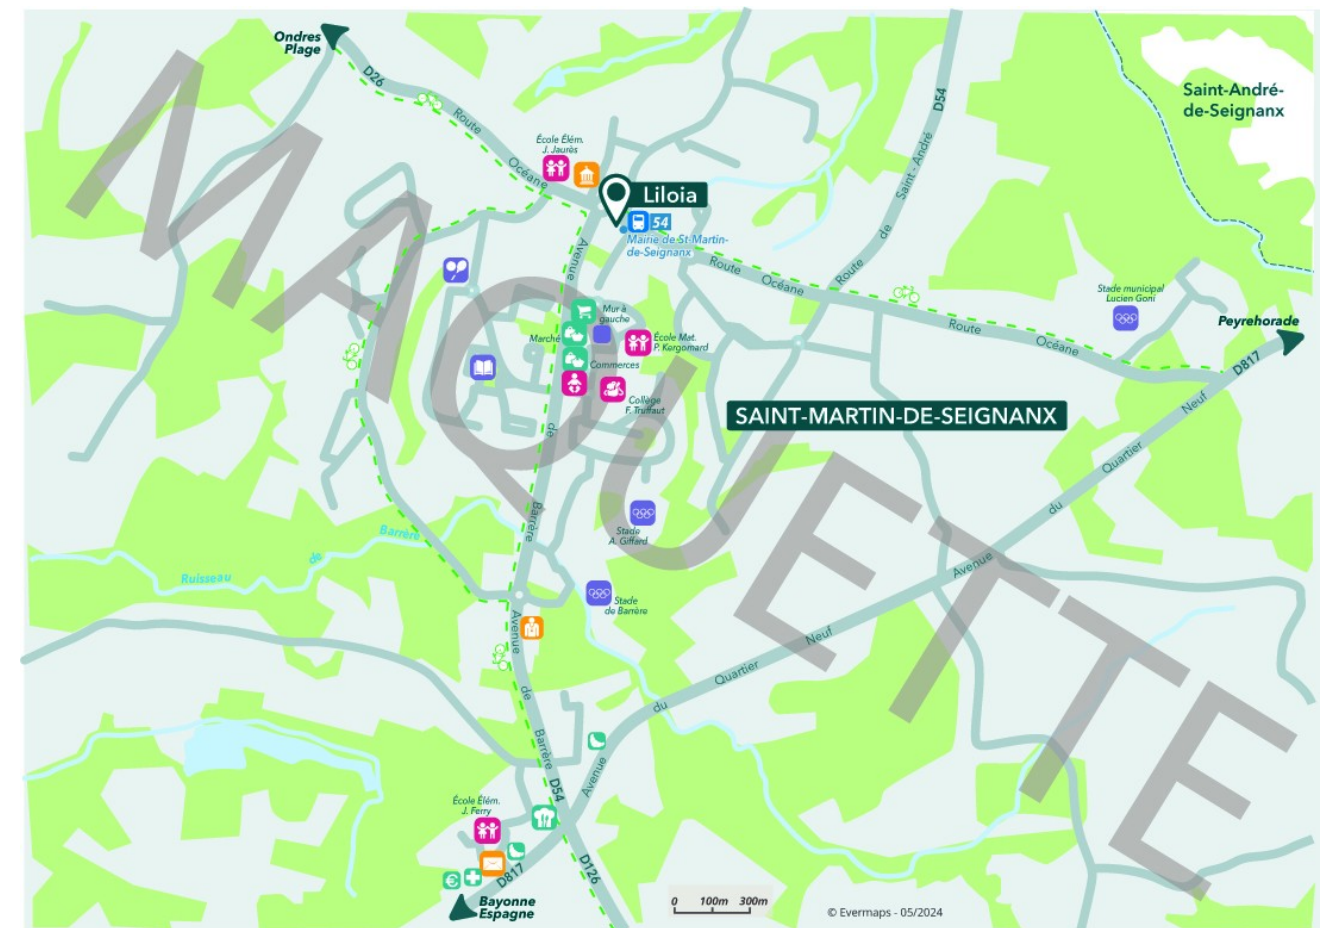 Ondres
Plage
D26
Route
Océane
École Élém.
J. Jaurès
Liloia
54
Mairie de St-Martin-
de-Seignanx
D54
Route
de
Saint - André
Saint-André-
de-Seignanx
Route
Océane
Route
Océane
Stade municipal
Lucien Goni
Peyrehorade
D817
Avenue
de
Barrère
Mur à
gauche
Marché
École Mat.
P. Kergomard
Commerces
Collège
F. Truffaut
SAINT-MARTIN-DE-SEIGNANX
Stade
A. Giffard
Ruisseau
de
Barrère
Stade
de Barrère
Avenue
de
Barrère
D54
Avenue
du
Quartier
Neuf
Avenue
du
Quartier
Neuf
École Élém.
J. Ferry
D817
D126
Bayonne
Espagne
0 100m 300m
© Evermaps - 05/2024
MAQUETTE